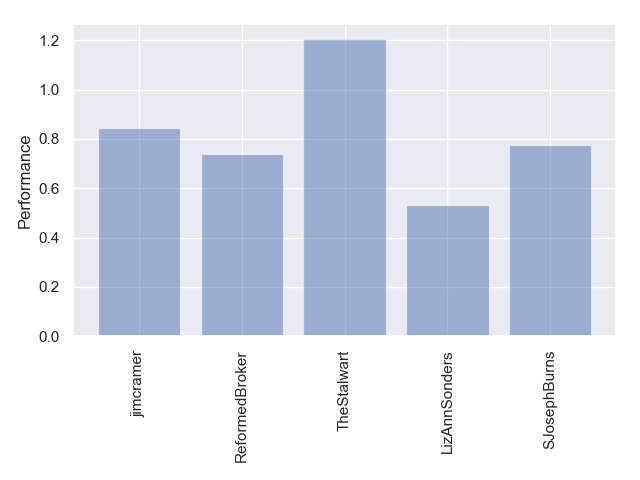 1.2
1.0
0.8
0.6
0.4
0.2
0.0
Performance
jimcramer
ReformedBroker
TheStalwart
LizAnnSonders
SJosephBurns